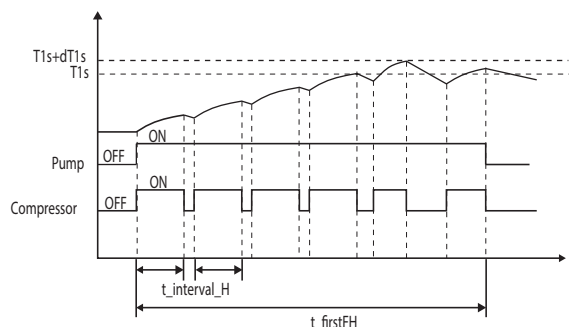 T1s+dT1s
T1s
ON
OFF
Pump
ON
OFF
Compressor
t_interval_H
t_firstFH